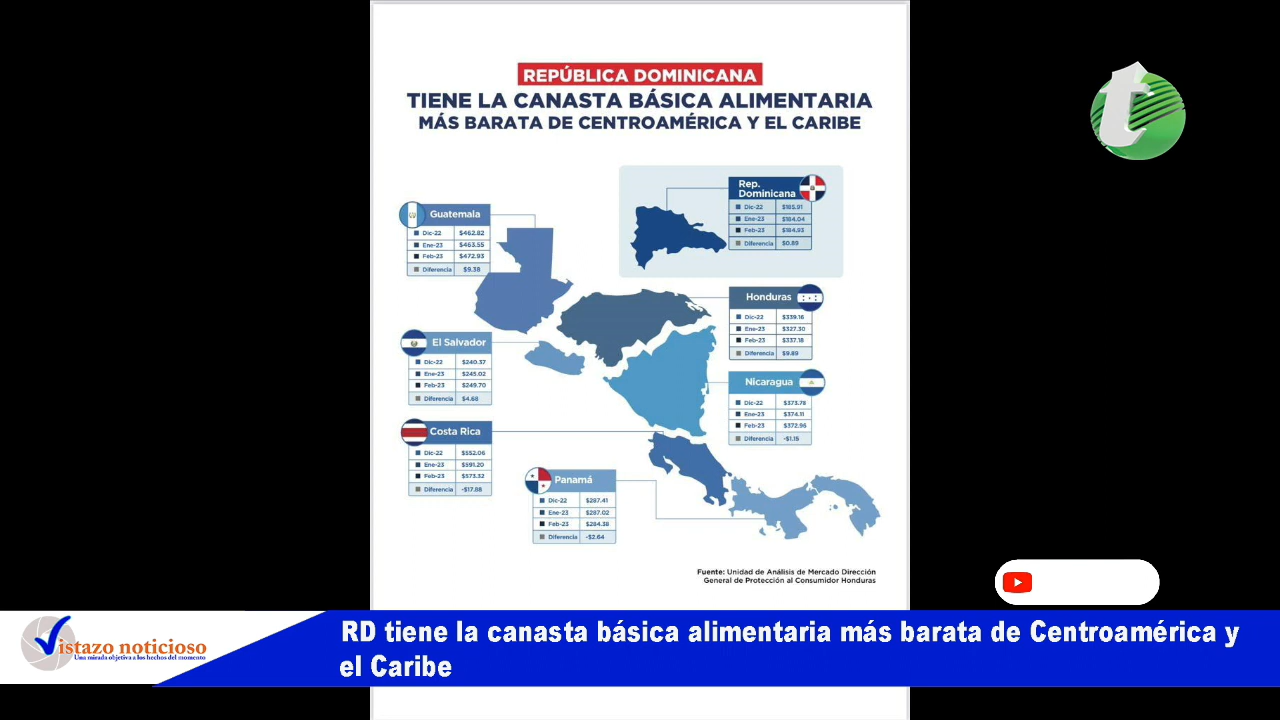 REPÚBLICA DOMINICANA
TIENE LA CANASTA BÁSICA ALIMENTARIA
MÁS BARATA DE CENTROAMÉRICA Y EL CARIBE
t
Rep.
Dominicana
Dic-22 $185.91
Ene-23 $184.04
Feb-23 $184.93
Diferencia $0.89
Guatemala
Dic-22 $462.82
Ene-23 $463.55
Feb-23 $472.93
Diferencia $9.38
Honduras
Dic-22 $339.16
Ene-23 $327.30
Feb-23 $337.18
Diferencia $9.89
El Salvador
Dic-22 $240.37
Ene-23 $245.02
Feb-23 $249.70
Diferencia $4.68
Nicaragua
Dic-22 $373.78
Ene-23 $374.11
Feb-23 $372.96
Diferencia -$1.15
Costa Rica
Dic-22 $552.06
Ene-23 $591.20
Feb-23 $573.32
Diferencia -$17.88
Panamá
Dic-22 $287.41
Ene-23 $287.02
Feb-23 $284.38
Diferencia -$2.64
Fuente: Unidad de Análisis de Mercado Dirección
General de Protección al Consumidor Honduras
Vistazo noticioso
Una mirada objetiva a los hechos del momento
RD tiene la canasta básica alimentaria más barata de Centroamérica y
el Caribe